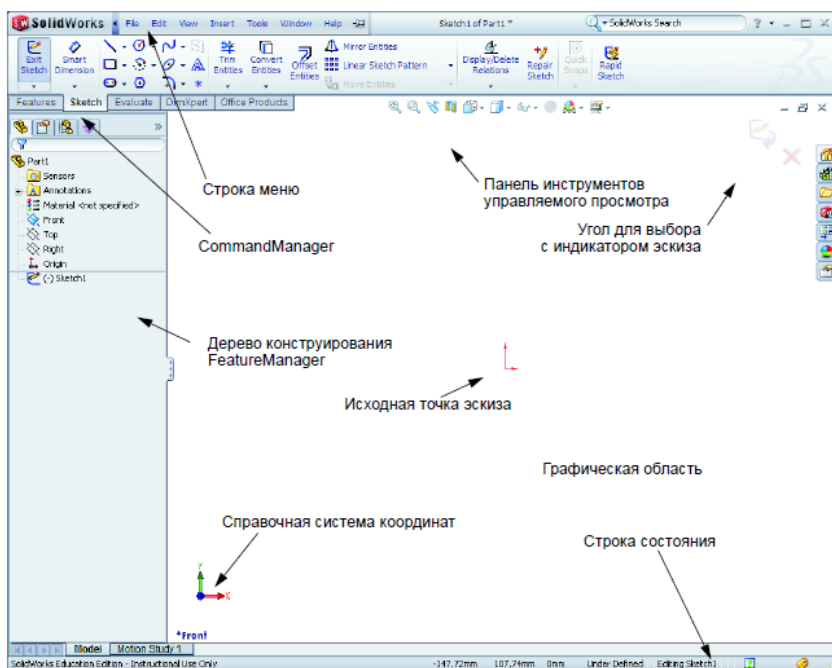 SolidWorks File Edit View Insert Tools Window Help Sketch1 of Part1 * SolidWorks Search ?
Exit Sketch
Smart Dimension
Trim Entities
Convert Entities
Offset Entities
Mirror Entities
Linear Sketch Pattern
Move Entities
Display/Delete Relations
Repair Sketch
Quick Snaps
Rapid Sketch
Features Sketch Evaluate DimXpert Office Products
Part1
Sensors
Annotations
Material <not specified>
Front
Top
Right
Origin
(-) Sketch1
Строка меню
CommandManager
Панель инструментов
управляемого просмотра
Угол для выбора
с индикатором эскиза
Дерево конструирования
FeatureManager
Исходная точка эскиза
Графическая область
Справочная система координат
Строка состояния
Y
X
*Front
Model Motion Study 1
SolidWorks Education Edition - Instructional Use Only -147.72mm 107.74mm 0mm Under Defined Editing Sketch1